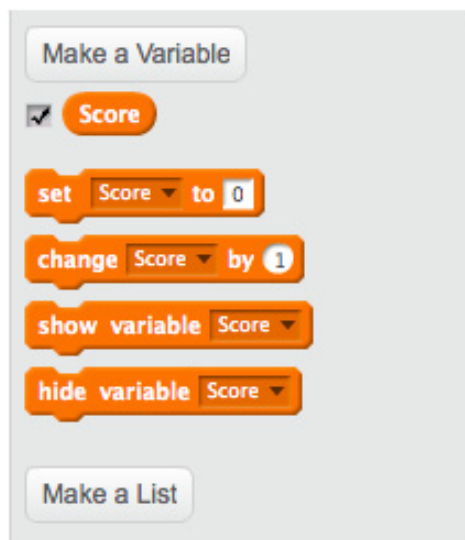 Make a Variable
Score
set Score to 0
change Score by 1
show variable Score
hide variable Score
Make a List